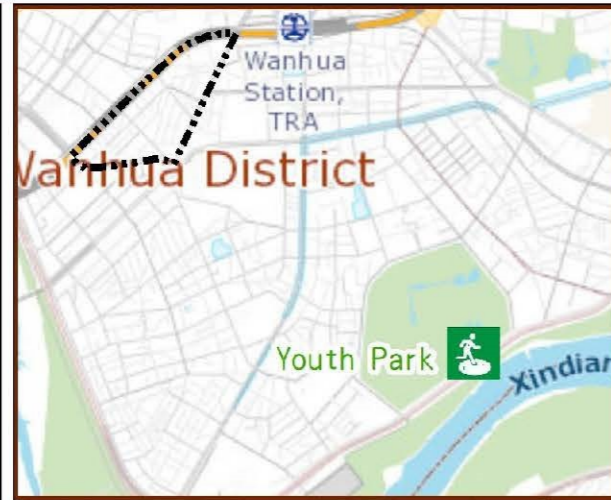 Wanhua
Station,
TRA
Wanhua District
Youth Park
Xindian